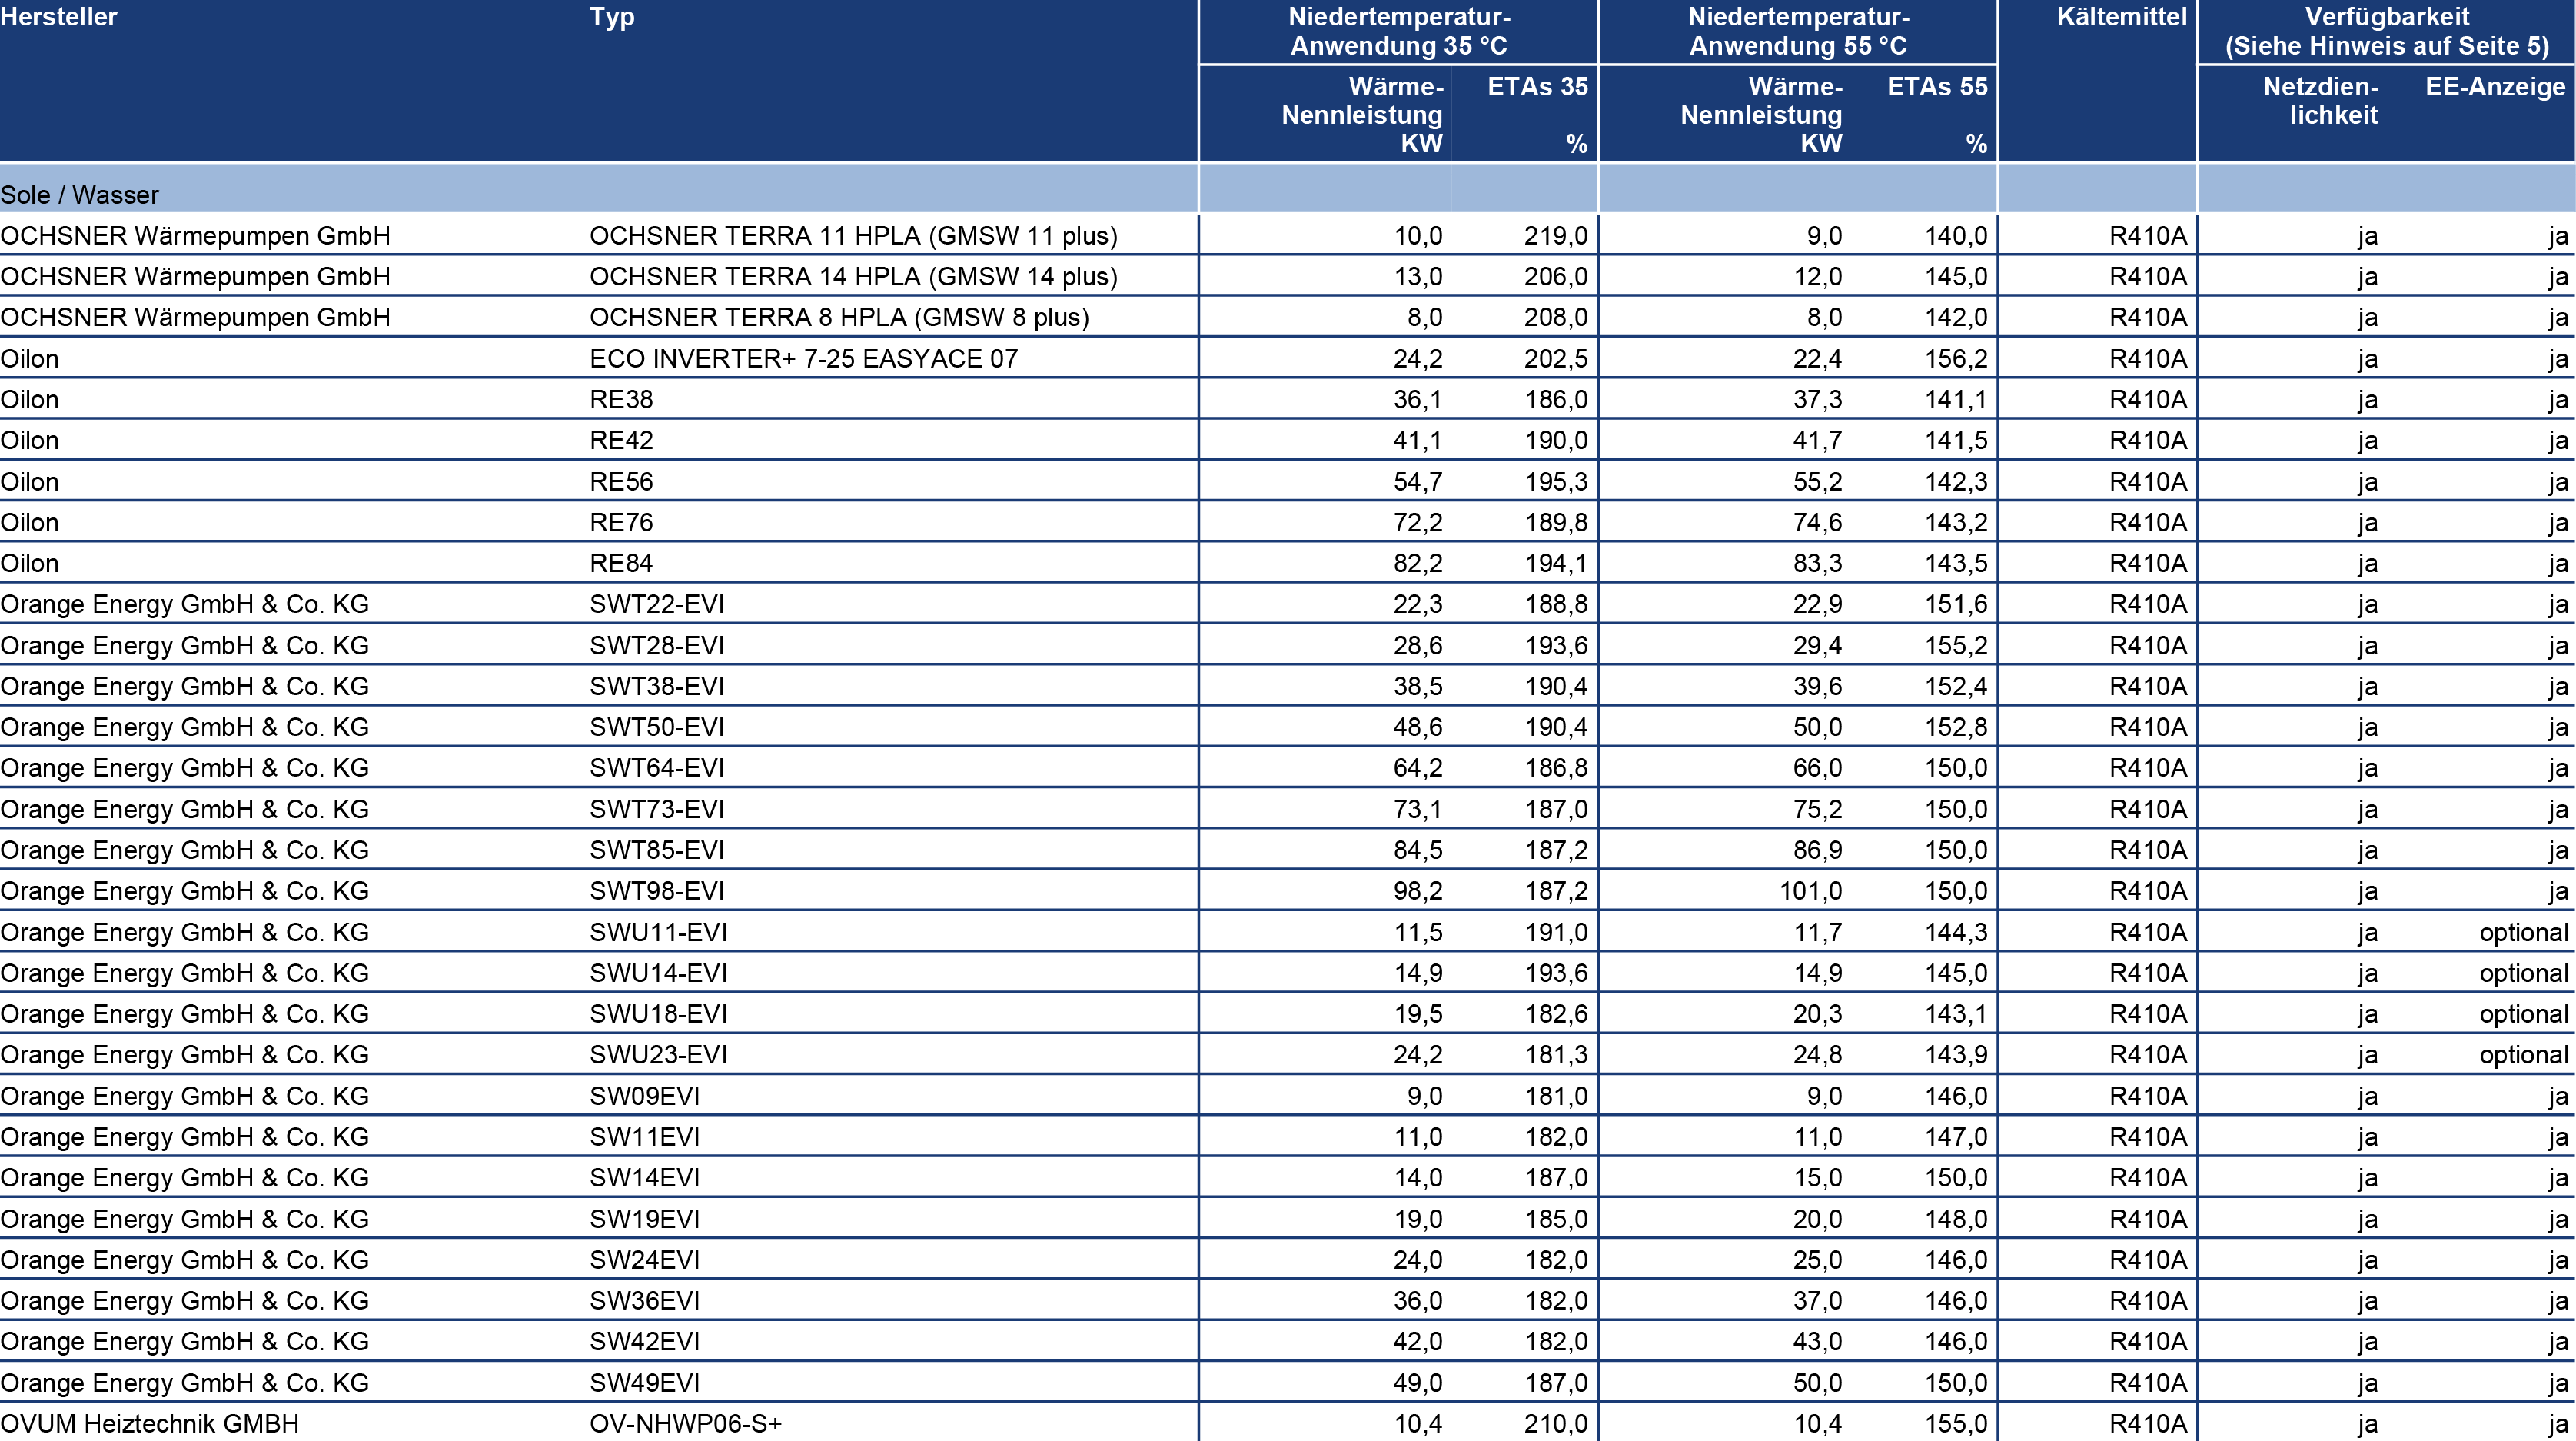 Hersteller Typ Niedertemperatur- Niedertemperatur- Kältemittel Verfügbarkeit
Anwendung 35 °C Anwendung 55 °C (Siehe Hinweis auf Seite 5)
Wärme- ETAs 35 Wärme- ETAs 55 Netzdien- EE-Anzeige
Nennleistung Nennleistung lichkeit
KW % KW %
Sole / Wasser
OCHSNER Wärmepumpen GmbH OCHSNER TERRA 11 HPLA (GMSW 11 plus) 10,0 219,0 9,0 140,0 R410A ja ja
OCHSNER Wärmepumpen GmbH OCHSNER TERRA 14 HPLA (GMSW 14 plus) 13,0 206,0 12,0 145,0 R410A ja ja
OCHSNER Wärmepumpen GmbH OCHSNER TERRA 8 HPLA (GMSW 8 plus) 8,0 208,0 8,0 142,0 R410A ja ja
Oilon ECO INVERTER+ 7-25 EASYACE 07 24,2 202,5 22,4 156,2 R410A ja ja
Oilon RE38 36,1 186,0 37,3 141,1 R410A ja ja
Oilon RE42 41,1 190,0 41,7 141,5 R410A ja ja
Oilon RE56 54,7 195,3 55,2 142,3 R410A ja ja
Oilon RE76 72,2 189,8 74,6 143,2 R410A ja ja
Oilon RE84 82,2 194,1 83,3 143,5 R410A ja ja
Orange Energy GmbH & Co. KG SWT22-EVI 22,3 188,8 22,9 151,6 R410A ja ja
Orange Energy GmbH & Co. KG SWT28-EVI 28,6 193,6 29,4 155,2 R410A ja ja
Orange Energy GmbH & Co. KG SWT38-EVI 38,5 190,4 39,6 152,4 R410A ja ja
Orange Energy GmbH & Co. KG SWT50-EVI 48,6 190,4 50,0 152,8 R410A ja ja
Orange Energy GmbH & Co. KG SWT64-EVI 64,2 186,8 66,0 150,0 R410A ja ja
Orange Energy GmbH & Co. KG SWT73-EVI 73,1 187,0 75,2 150,0 R410A ja ja
Orange Energy GmbH & Co. KG SWT85-EVI 84,5 187,2 86,9 150,0 R410A ja ja
Orange Energy GmbH & Co. KG SWT98-EVI 98,2 187,2 101,0 150,0 R410A ja ja
Orange Energy GmbH & Co. KG SWU11-EVI 11,5 191,0 11,7 144,3 R410A ja optional
Orange Energy GmbH & Co. KG SWU14-EVI 14,9 193,6 14,9 145,0 R410A ja optional
Orange Energy GmbH & Co. KG SWU18-EVI 19,5 182,6 20,3 143,1 R410A ja optional
Orange Energy GmbH & Co. KG SWU23-EVI 24,2 181,3 24,8 143,9 R410A ja optional
Orange Energy GmbH & Co. KG SW09EVI 9,0 181,0 9,0 146,0 R410A ja ja
Orange Energy GmbH & Co. KG SW11EVI 11,0 182,0 11,0 147,0 R410A ja ja
Orange Energy GmbH & Co. KG SW14EVI 14,0 187,0 15,0 150,0 R410A ja ja
Orange Energy GmbH & Co. KG SW19EVI 19,0 185,0 20,0 148,0 R410A ja ja
Orange Energy GmbH & Co. KG SW24EVI 24,0 182,0 25,0 146,0 R410A ja ja
Orange Energy GmbH & Co. KG SW36EVI 36,0 182,0 37,0 146,0 R410A ja ja
Orange Energy GmbH & Co. KG SW42EVI 42,0 182,0 43,0 146,0 R410A ja ja
Orange Energy GmbH & Co. KG SW49EVI 49,0 187,0 50,0 150,0 R410A ja ja
OVUM Heiztechnik GMBH OV-NHWP06-S+ 10,4 210,0 10,4 155,0 R410A ja ja